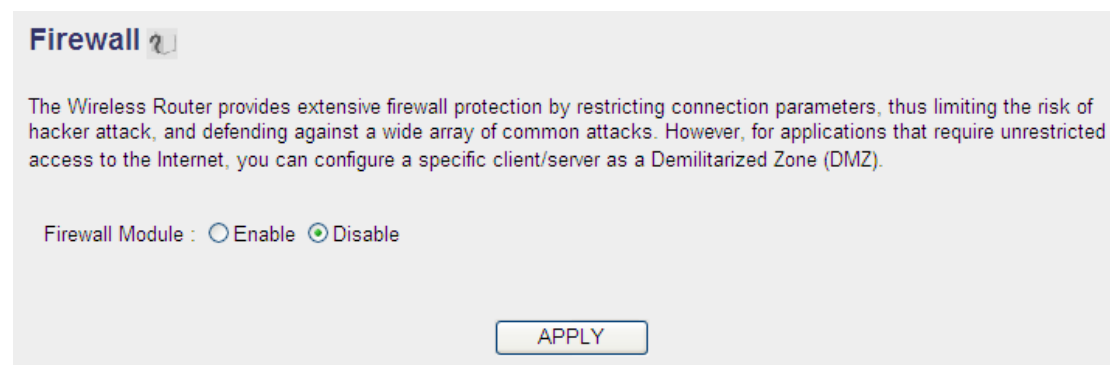 Firewall
The Wireless Router provides extensive firewall protection by restricting connection parameters, thus limiting the risk of
hacker attack, and defending against a wide array of common attacks. However, for applications that require unrestricted
access to the Internet, you can configure a specific client/server as a Demilitarized Zone (DMZ).
Firewall Module : Enable Disable
APPLY